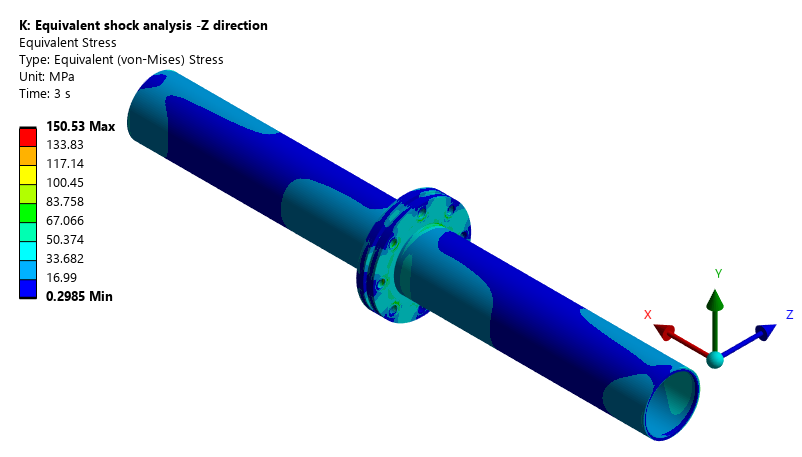 K: Equivalent shock analysis -Z direction
Equivalent Stress
Type: Equivalent (von-Mises) Stress
Unit: MPa
Time: 3 s
150.53 Max
133.83
117.14
100.45
83.758
67.066
50.374
33.682
16.99
0.2985 Min
Y
X
Z